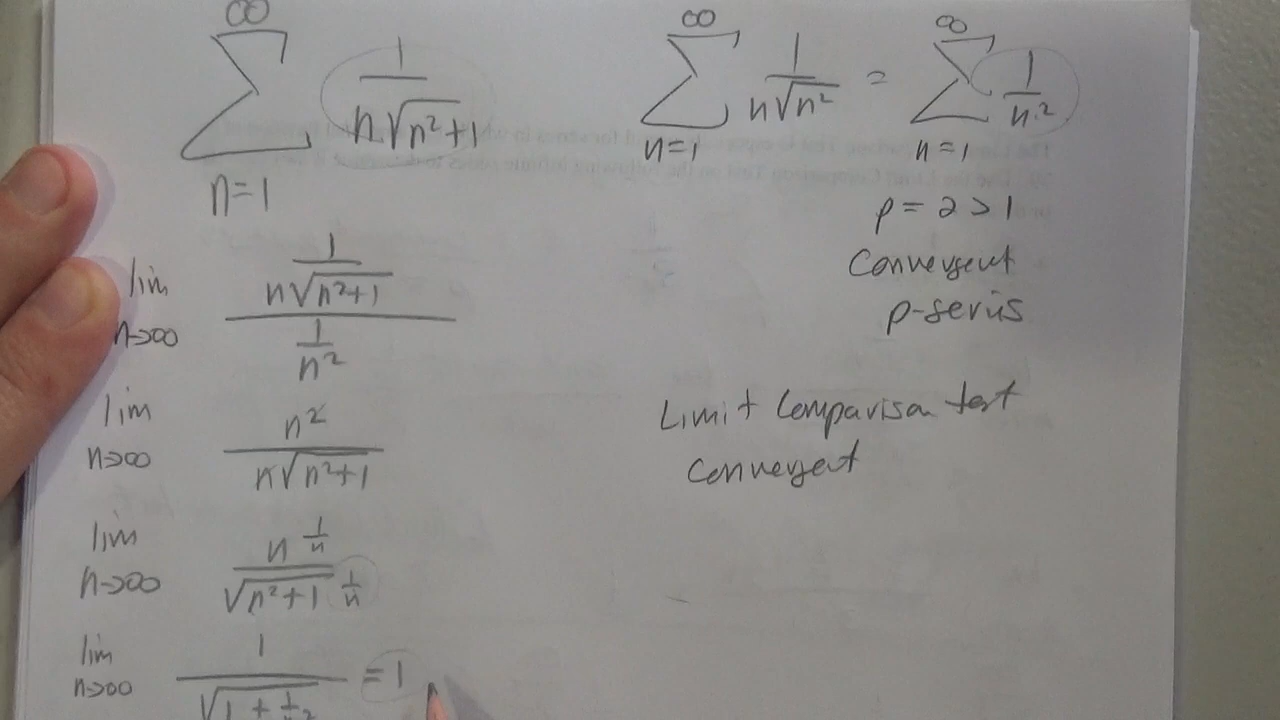 ∞ ∑ n=1 1/(n√(n²+1))
∞ ∑ n=1 1/(n√(n²)) = ∞ ∑ n=1 1/n²
p = 2 > 1
Convergent
p-series
lim n→∞ (1/(n√(n²+1)))/(1/n²)
lim n→∞ n²/(n√(n²+1))
Limit Comparison test
Convergent
lim n→∞ (n 1/n)/(√(n²+1) 1/n)
lim n→∞ 1/√(1 + 1/n²) = 1